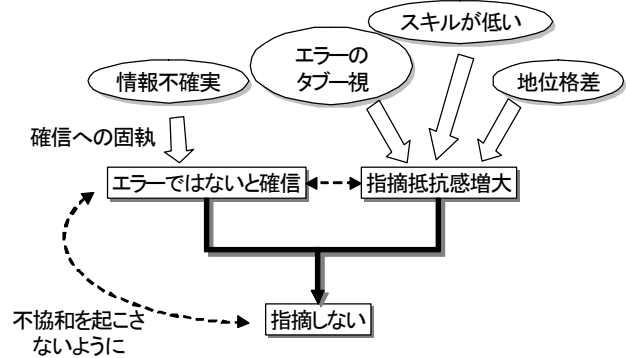 スキルが低い
エラーの
タブー視
情報不確実
地位格差
確信への固執
エラーではないと確信
指摘抵抗感増大
不協和を起こさ
ないように
指摘しない